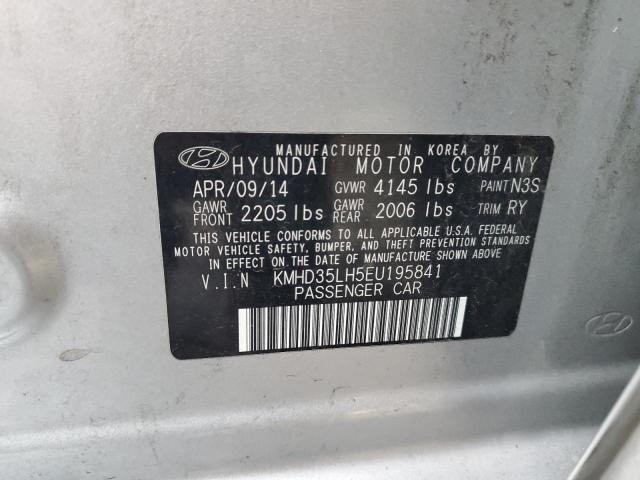 MANUFACTURED IN KOREA BY
HYUNDAI MOTOR COMPANY
APR/09/14 GVWR 4145 lbs PAINT N3S
GAWR FRONT 2205 lbs GAWR REAR 2006 lbs TRIM RY
THIS VEHICLE CONFORMS TO ALL APPLICABLE U.S.A. FEDERAL
MOTOR VEHICLE SAFETY, BUMPER, AND THEFT PREVENTION STANDARDS
IN EFFECT ON THE DATE OF MANUFACTURE SHOWN ABOVE
V.I.N KMHD35LH5EU195841
PASSENGER CAR